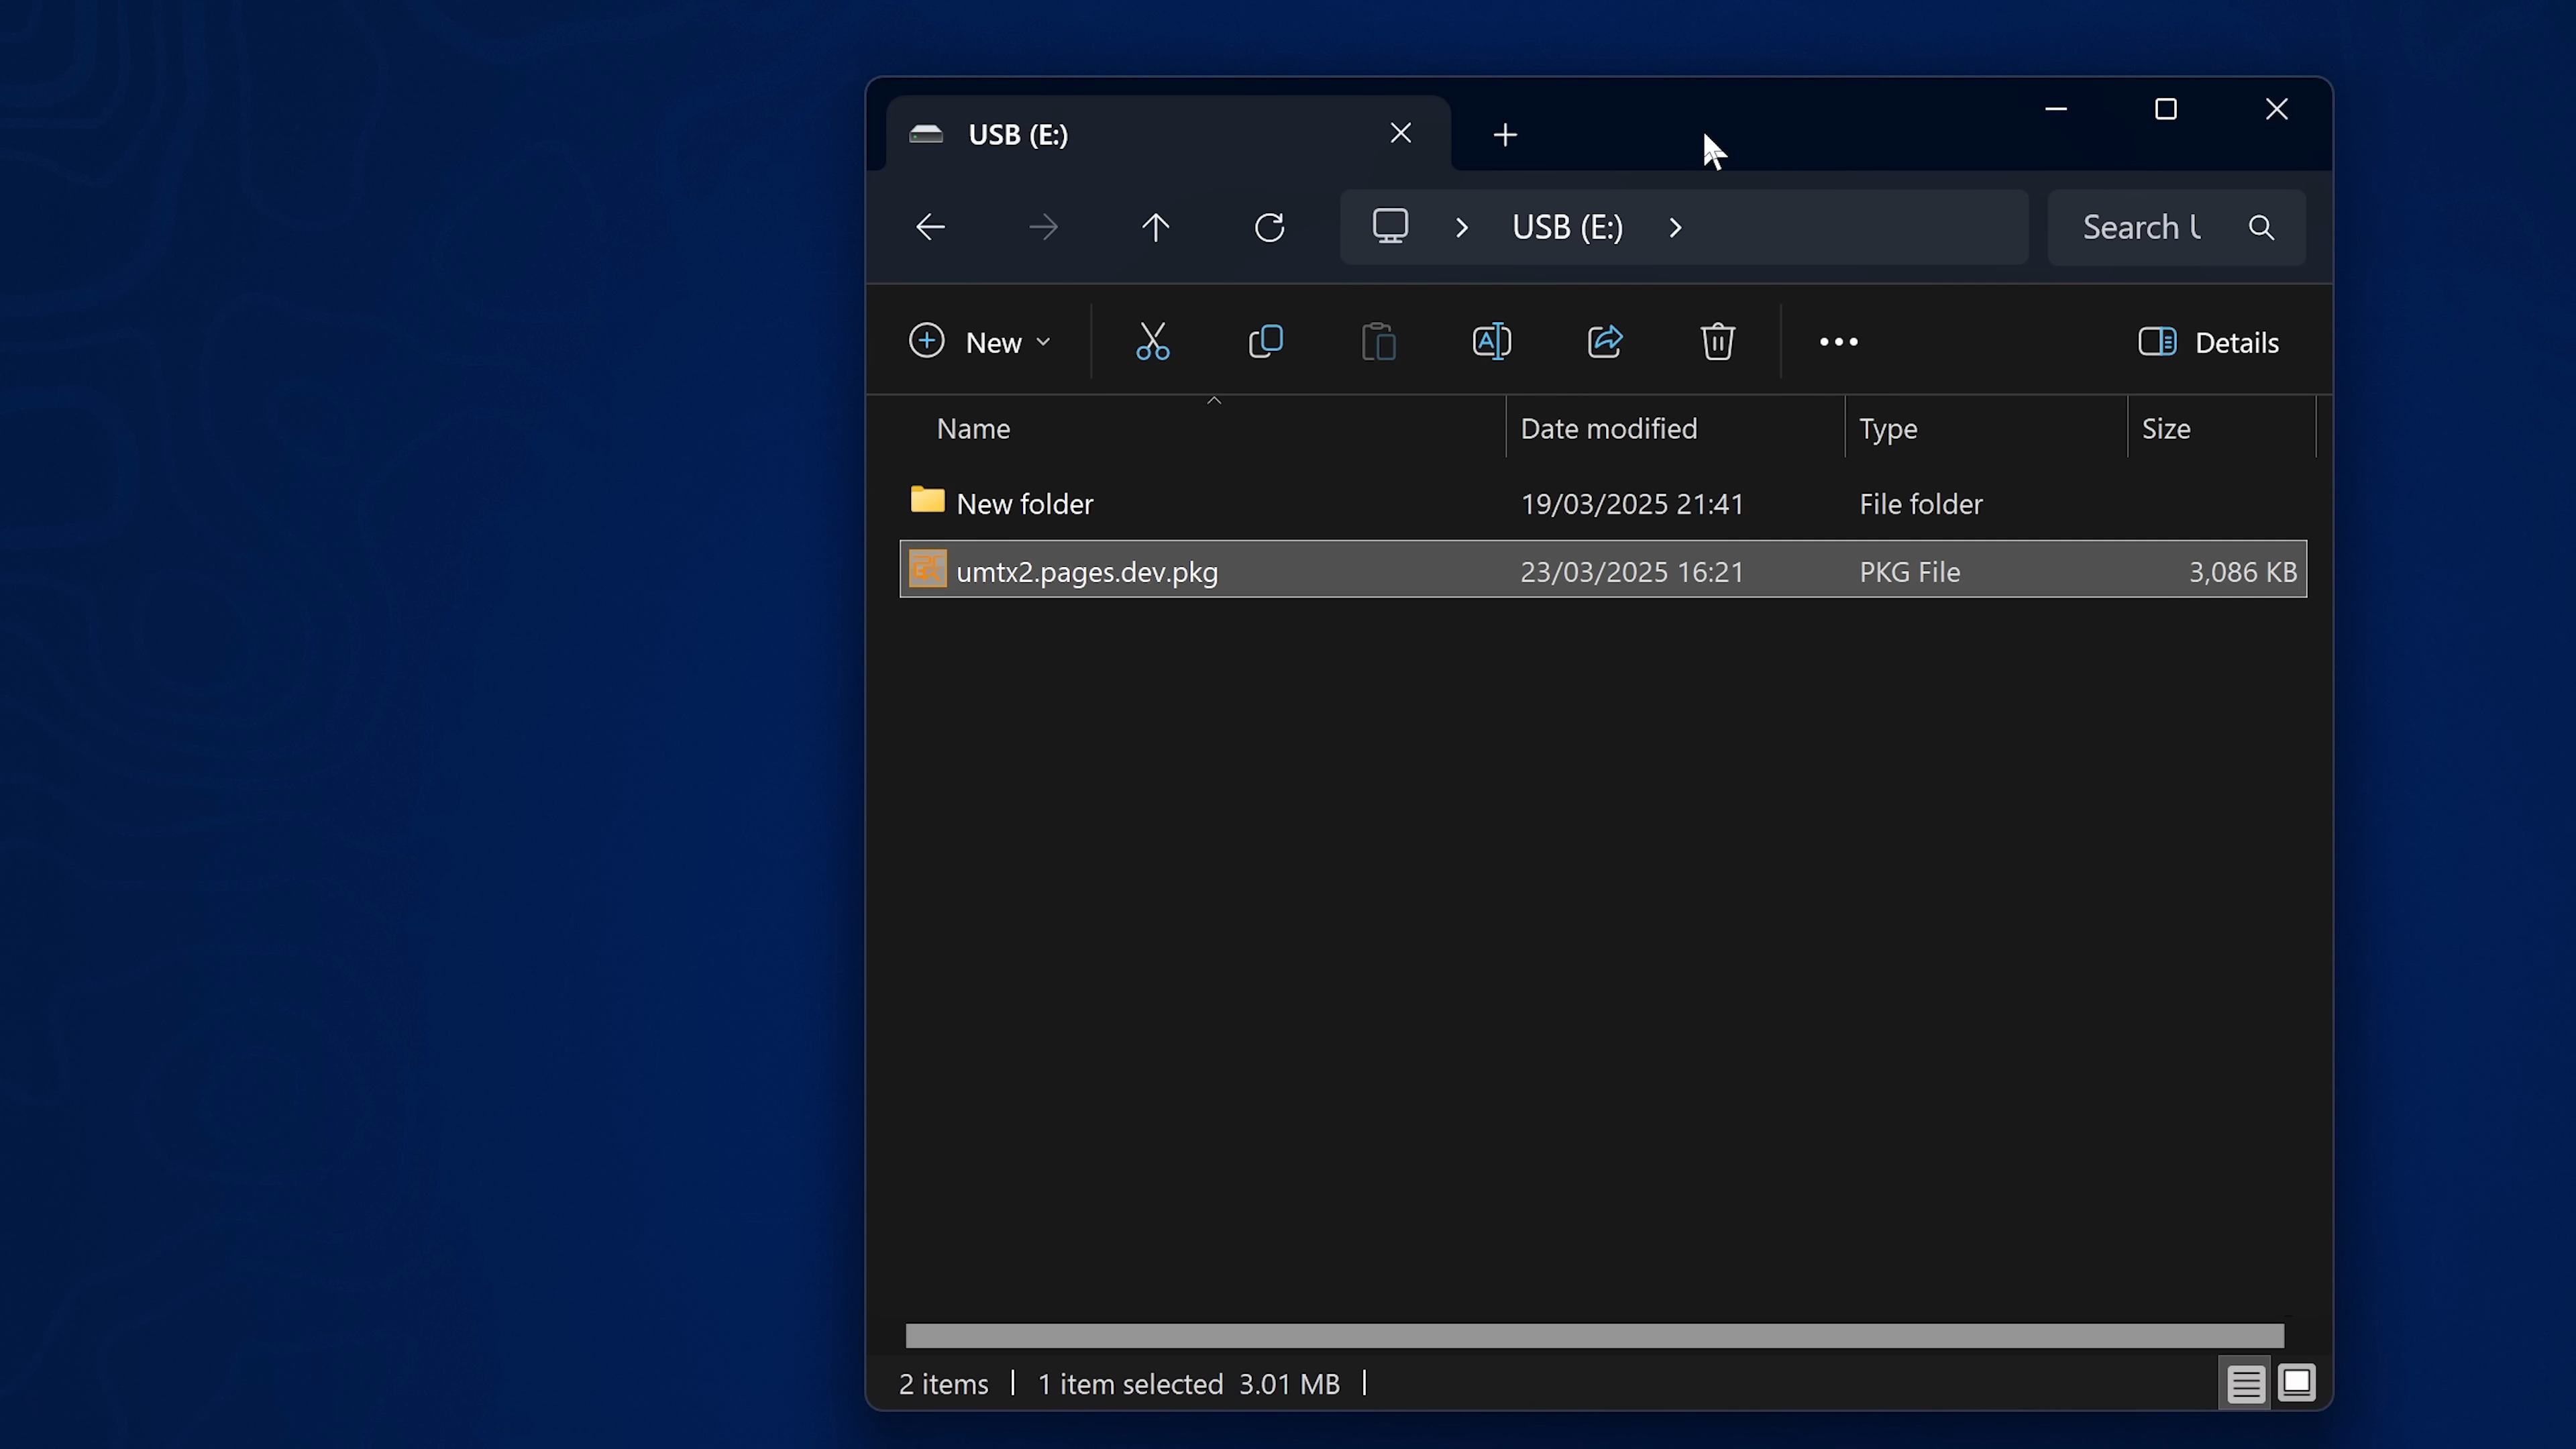 USB (E:)
USB (E:)
Search
New
Details
Name Date modified Type Size
New folder 19/03/2025 21:41 File folder
umtx2.pages.dev.pkg 23/03/2025 16:21 PKG File 3,086 KB
2 items 1 item selected 3.01 MB